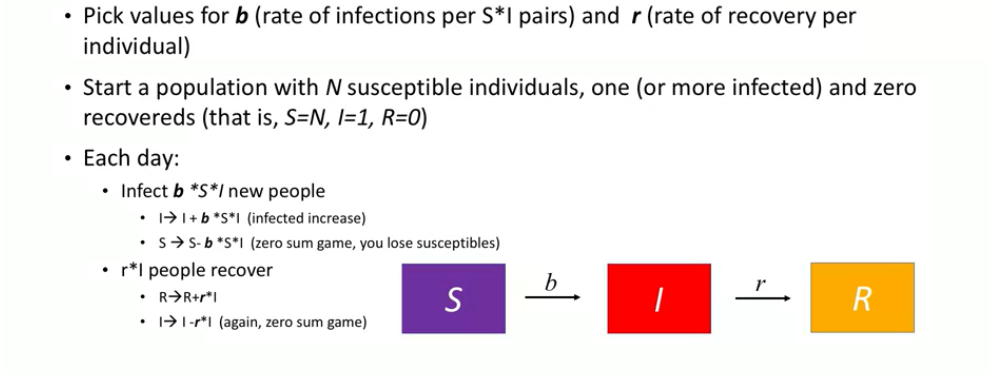 • Pick values for b (rate of infections per S*I pairs) and r (rate of recovery per
individual)
• Start a population with N susceptible individuals, one (or more infected) and zero
recovereds (that is, S=N, I=1, R=0)
• Each day:
• Infect b *S*I new people
• I→ I + b *S*I (infected increase)
• S → S- b *S*I (zero sum game, you lose susceptibles)
• r*I people recover
• R→R+r*I
• I→ I -r*I (again, zero sum game)
S b I r R